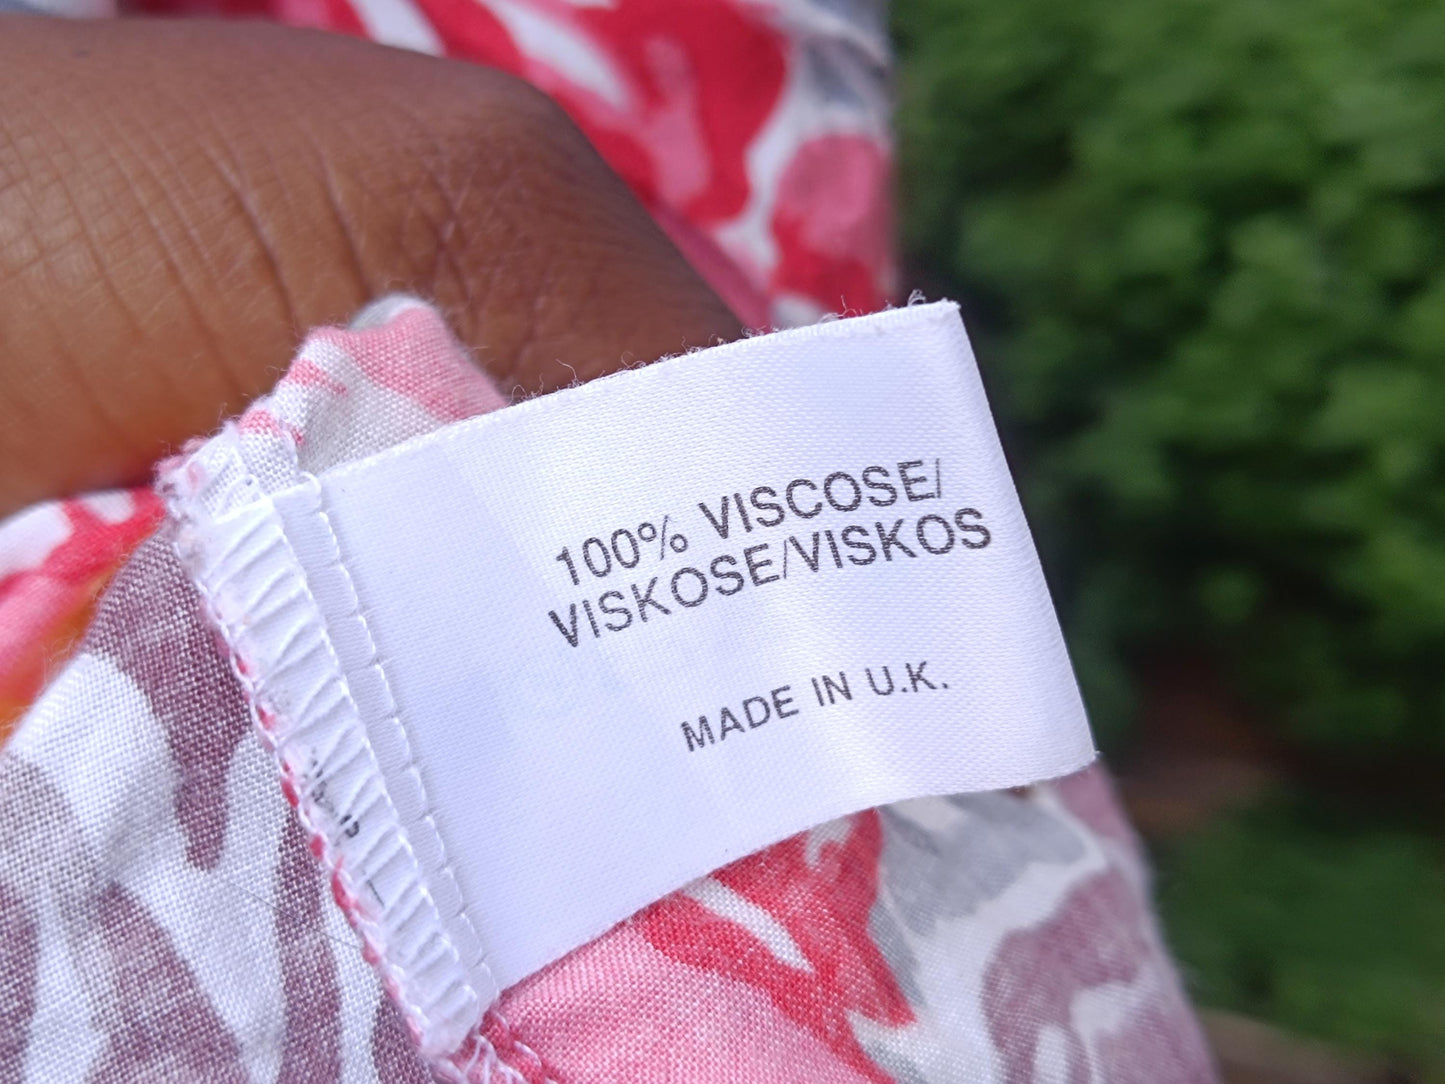 100% VISCOSE/
VISKOSE/VISKOS
MADE IN U.K.